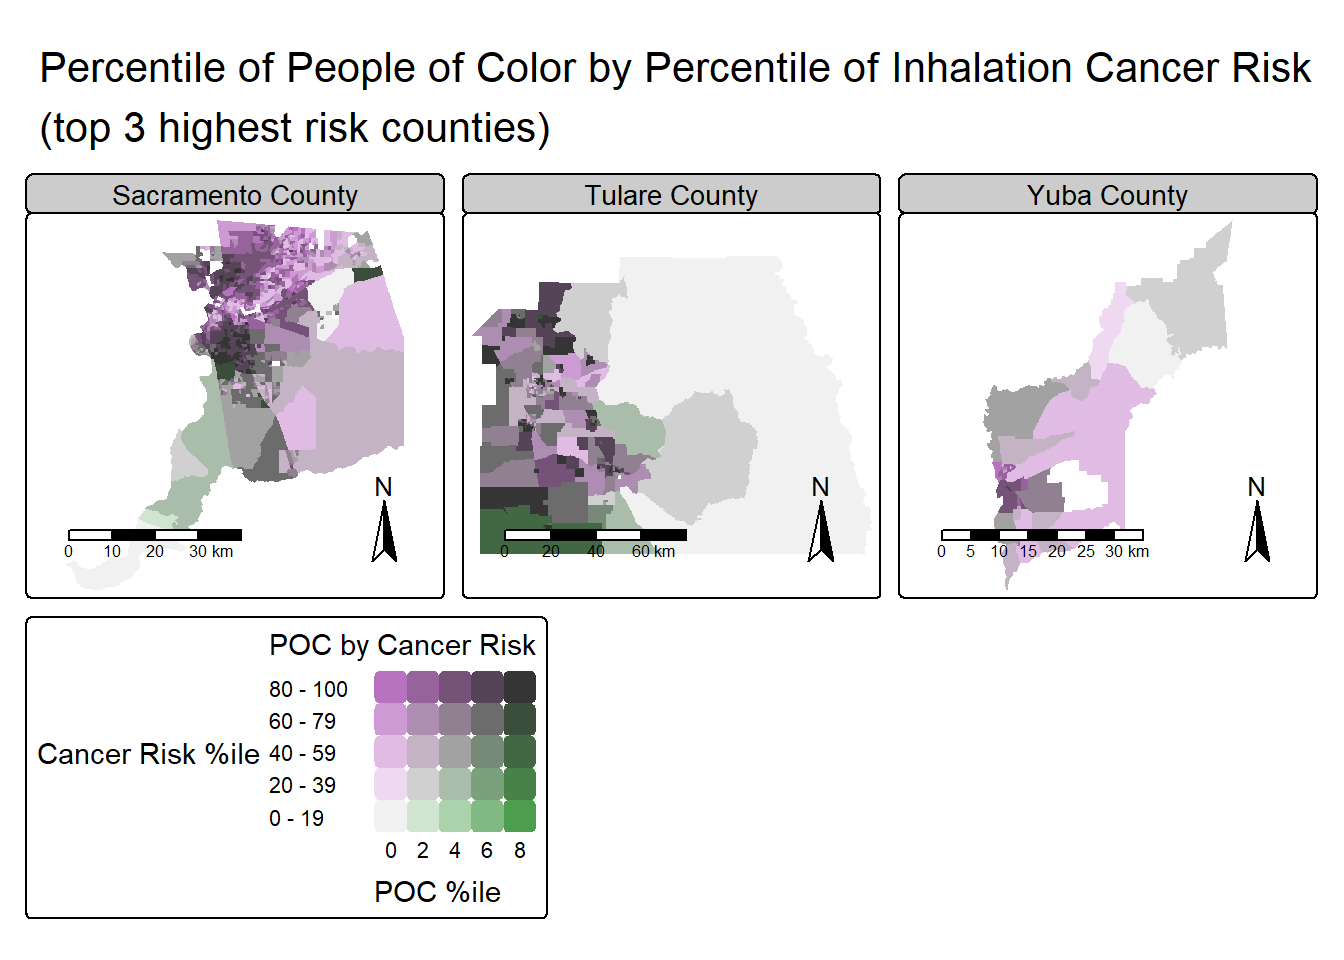 Percentile of People of Color by Percentile of Inhalation Cancer Risk
(top 3 highest risk counties)
Sacramento County
Tulare County
Yuba County
N
N
N
0 10 20 30 km
0 20 40 60 km
0 5 10 15 20 25 30 km
POC by Cancer Risk
80 - 100
60 - 79
Cancer Risk %ile
40 - 59
20 - 39
0 - 19
0 2 4 6 8
POC %ile